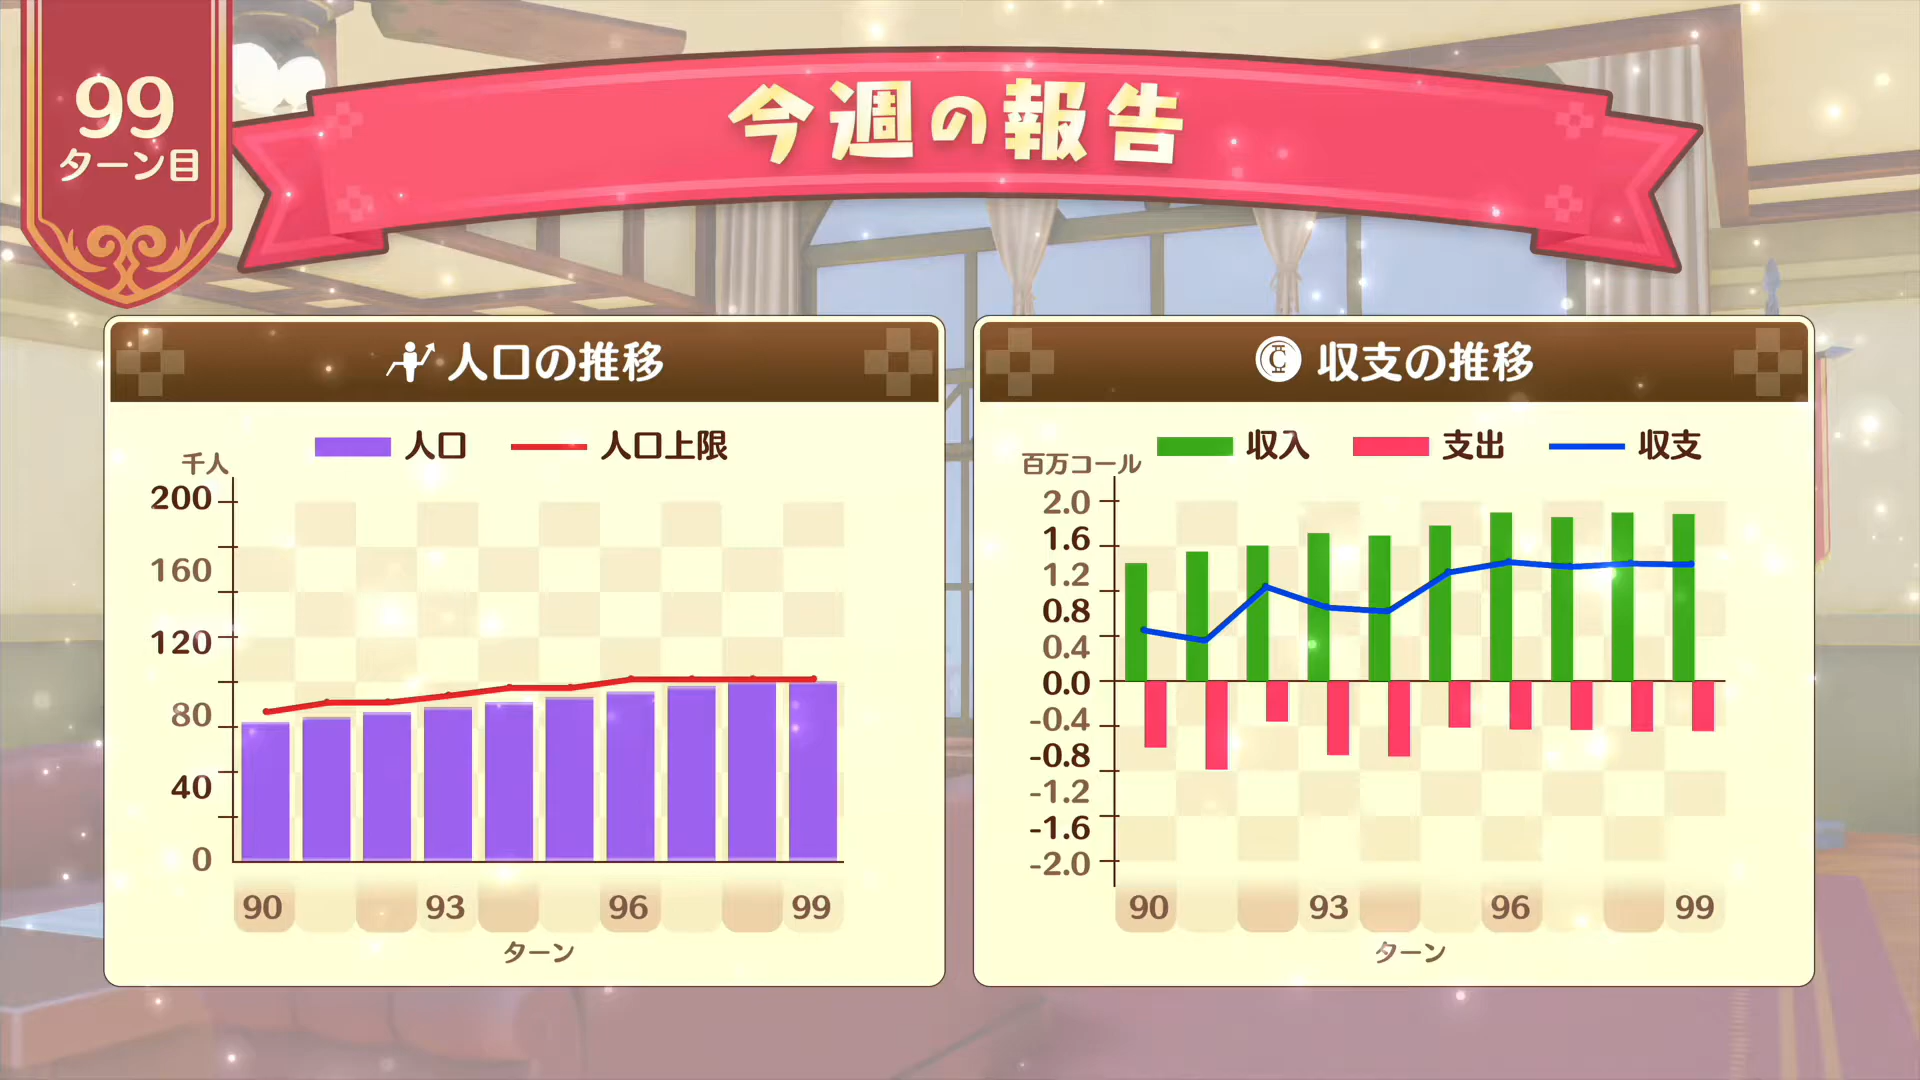 99
ターン目
今週の報告
人口の推移
人口
人口上限
千人
200
160
120
80
40
0
90
93
96
99
ターン
収支の推移
収入
支出
収支
百万コール
2.0
1.6
1.2
0.8
0.4
0.0
-0.4
-0.8
-1.2
-1.6
-2.0
90
93
96
99
ターン